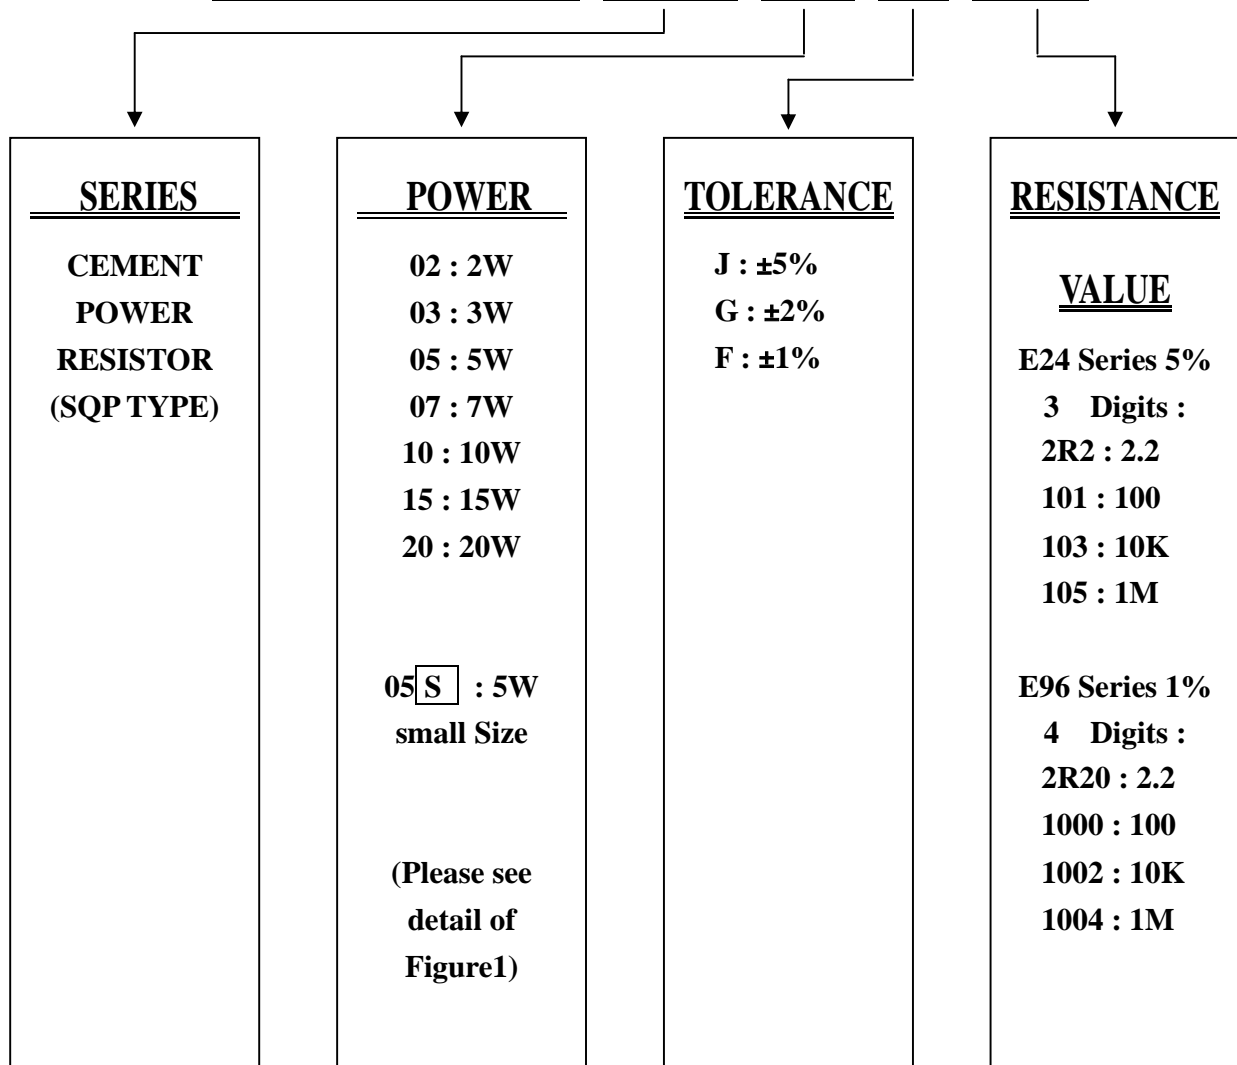 SERIES
CEMENT
POWER
RESISTOR
(SQP TYPE)
POWER
02 : 2W
03 : 3W
05 : 5W
07 : 7W
10 : 10W
15 : 15W
20 : 20W
05 S : 5W
small Size
(Please see
detail of
Figure1)
TOLERANCE
J : ±5%
G : ±2%
F : ±1%
RESISTANCE
VALUE
E24 Series 5%
3 Digits :
2R2 : 2.2
101 : 100
103 : 10K
105 : 1M
E96 Series 1%
4 Digits :
2R20 : 2.2
1000 : 100
1002 : 10K
1004 : 1M